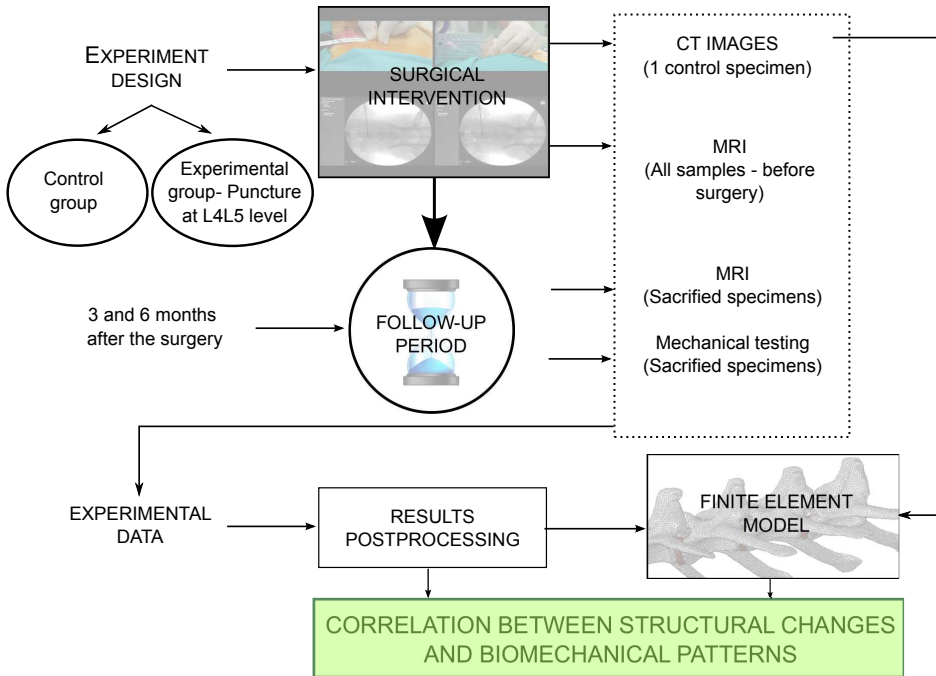 EXPERIMENT
DESIGN
Control
group
Experimental
group- Puncture
at L4L5 level
SURGICAL
INTERVENTION
CT IMAGES
(1 control specimen)
MRI
(All samples - before
surgery)
3 and 6 months
after the surgery
FOLLOW-UP
PERIOD
MRI
(Sacrified specimens)
Mechanical testing
(Sacrified specimens)
EXPERIMENTAL
DATA
RESULTS
POSTPROCESSING
FINITE ELEMENT
MODEL
CORRELATION BETWEEN STRUCTURAL CHANGES
AND BIOMECHANICAL PATTERNS